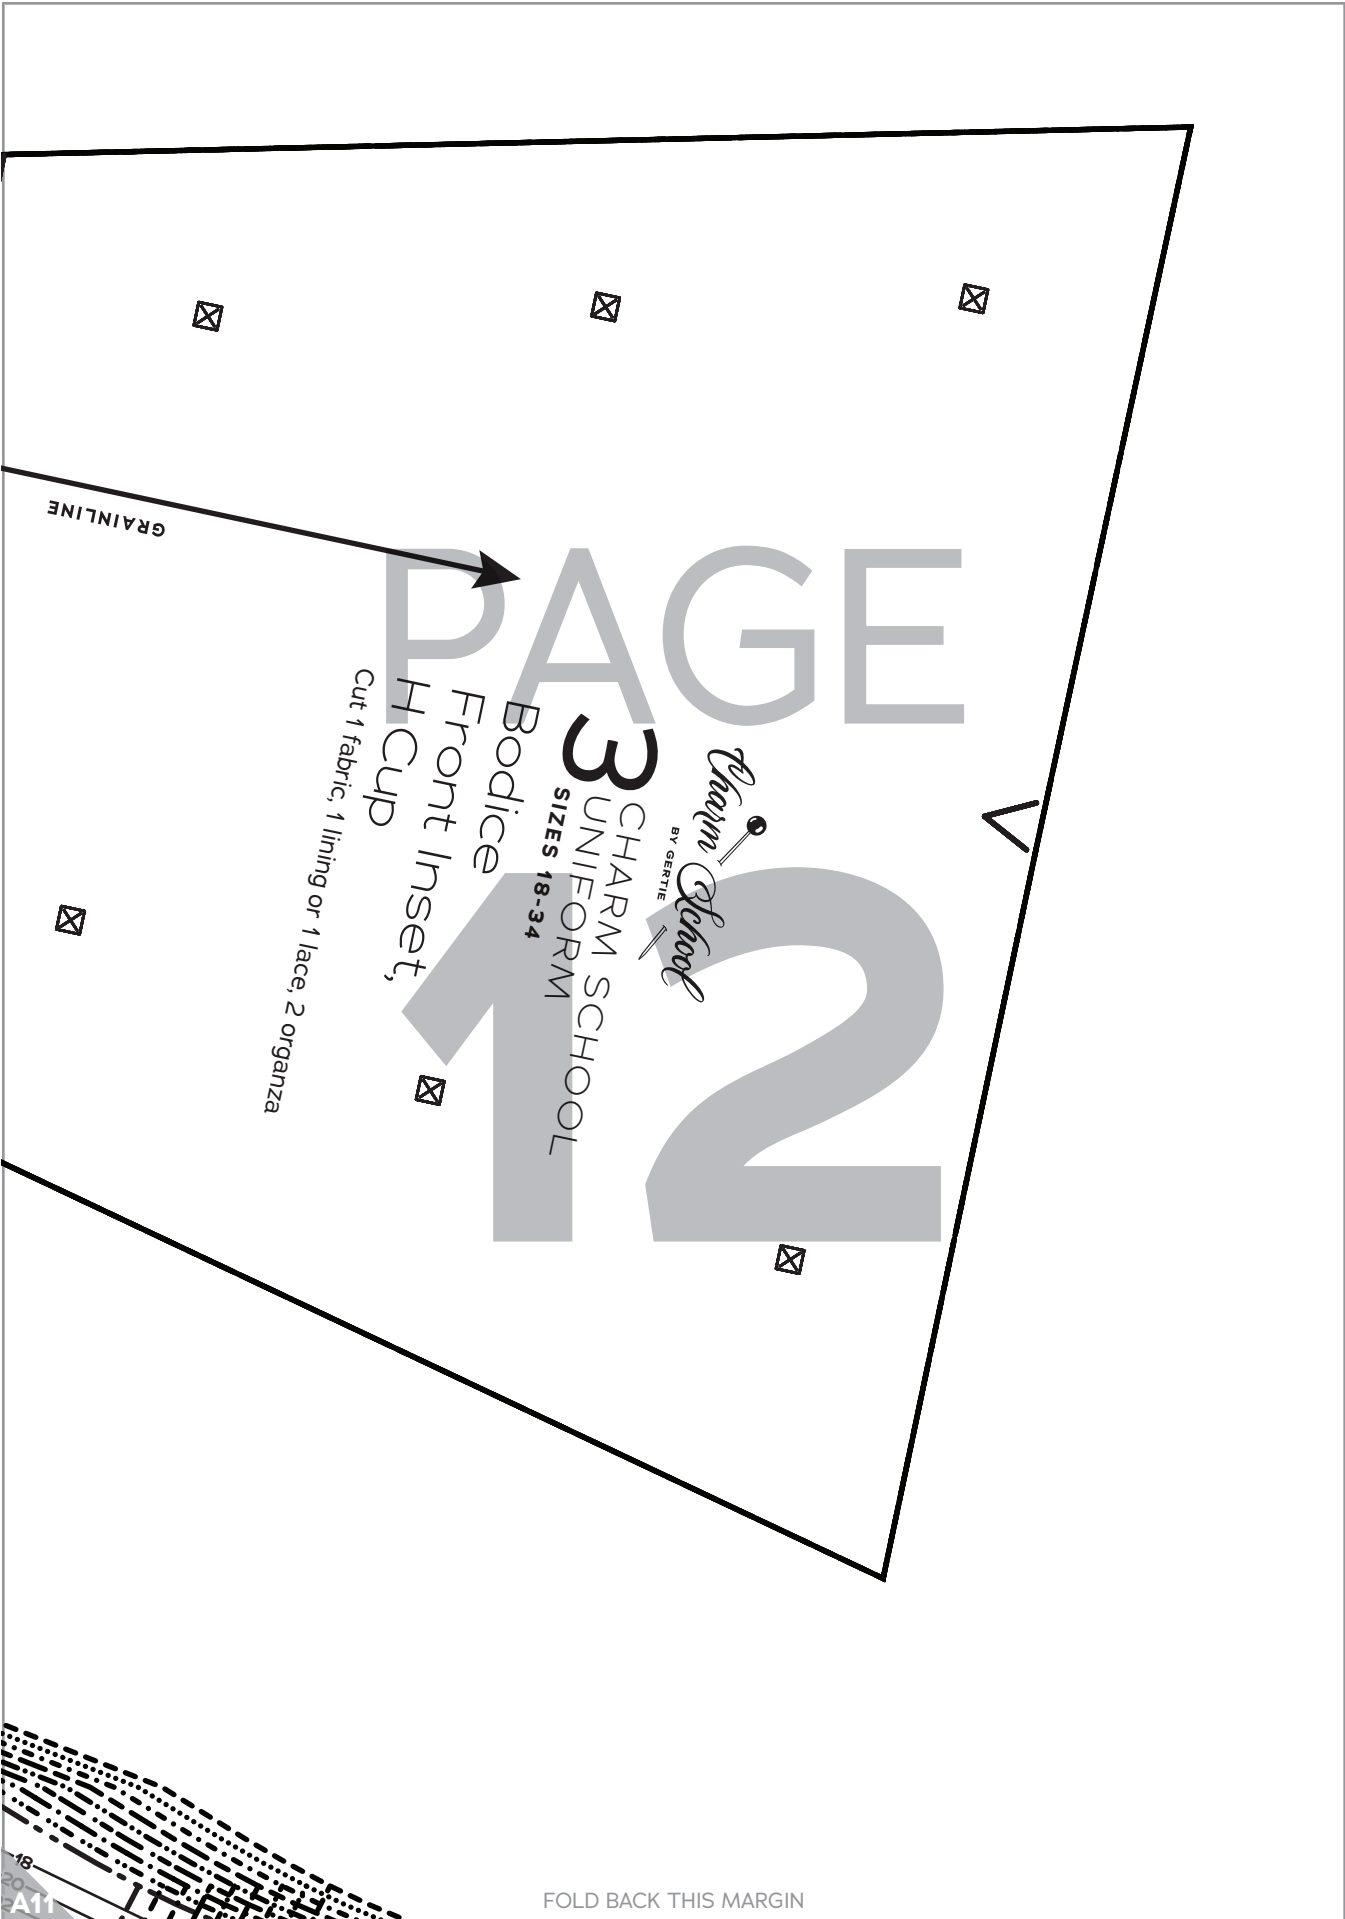 GRAINLINE
PAGE
12
Charm School
BY GERTIE
3
CHARM SCHOOL
UNIFORM
SIZES 18-34
Bodice
Front Inset,
H Cup
Cut 1 fabric, 1 lining or 1 lace, 2 organza
18
20
A11
FOLD BACK THIS MARGIN